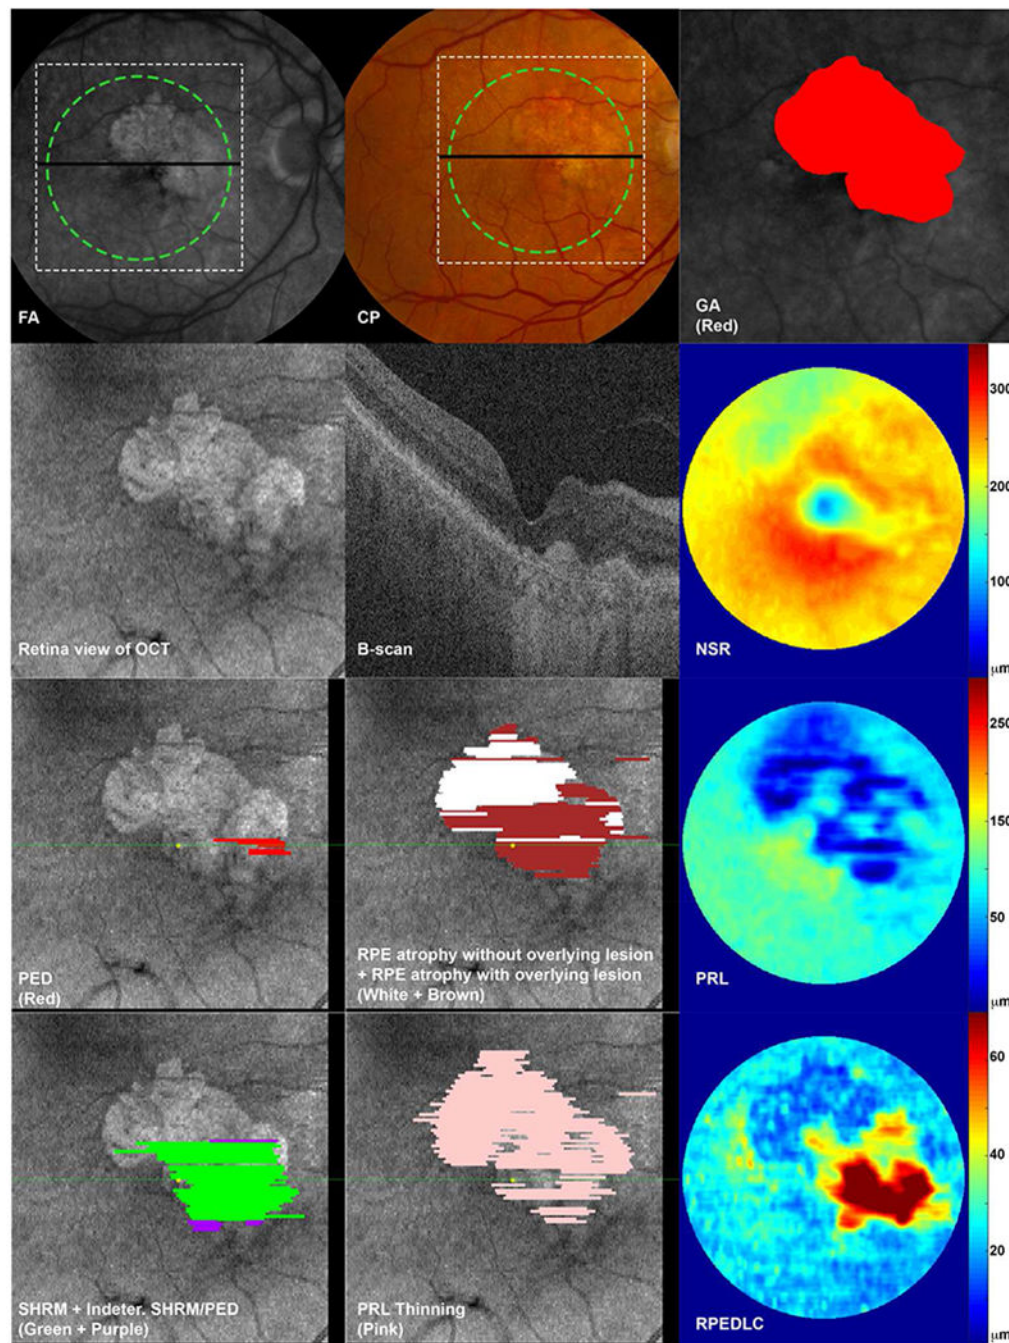 FA
CP
GA
(Red)
Retina view of OCT
B-scan
NSR
300
200
100
μm
PED
(Red)
RPE atrophy without overlying lesion
+ RPE atrophy with overlying lesion
(White + Brown)
PRL
250
200
150
100
50
μm
SHRM + Indeter. SHRM/PED
(Green + Purple)
PRL Thinning
(Pink)
RPEDLC
60
40
20
μm